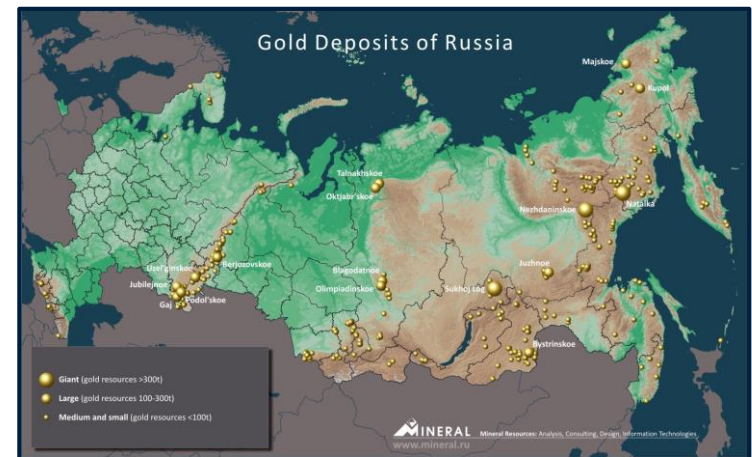 Gold Deposits of Russia
Majskoe
Kupol
Talnakhskoe
Oktjabr'skoe
Natalka
Nezhdaninskoe
Uzel'ginskoe
Berjozovskoe
Blagodatnoe
Juzhnoe
Jubilejnoe
Olimpiadinskoe
Sukhoj Log
Gaj
Podol'skoe
Bystrinskoe
Giant (gold resources >300t)
Large (gold resources 100-300t)
Medium and small (gold resources <100t)
MINERAL Mineral Resources: Analysis, Consulting, Design, Information Technologies
www.mineral.ru